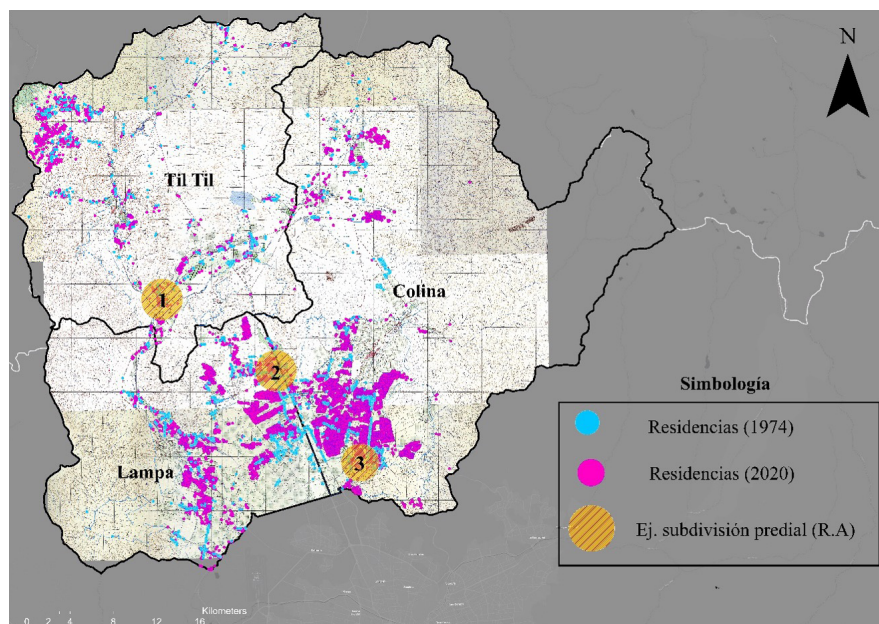 N
Til Til
1
Colina
2
Simbología
Residencias (1974)
Residencias (2020)
3
Lampa
Ej. subdivisión predial (R.A)
Kilometers
0 2 4 8 12 16